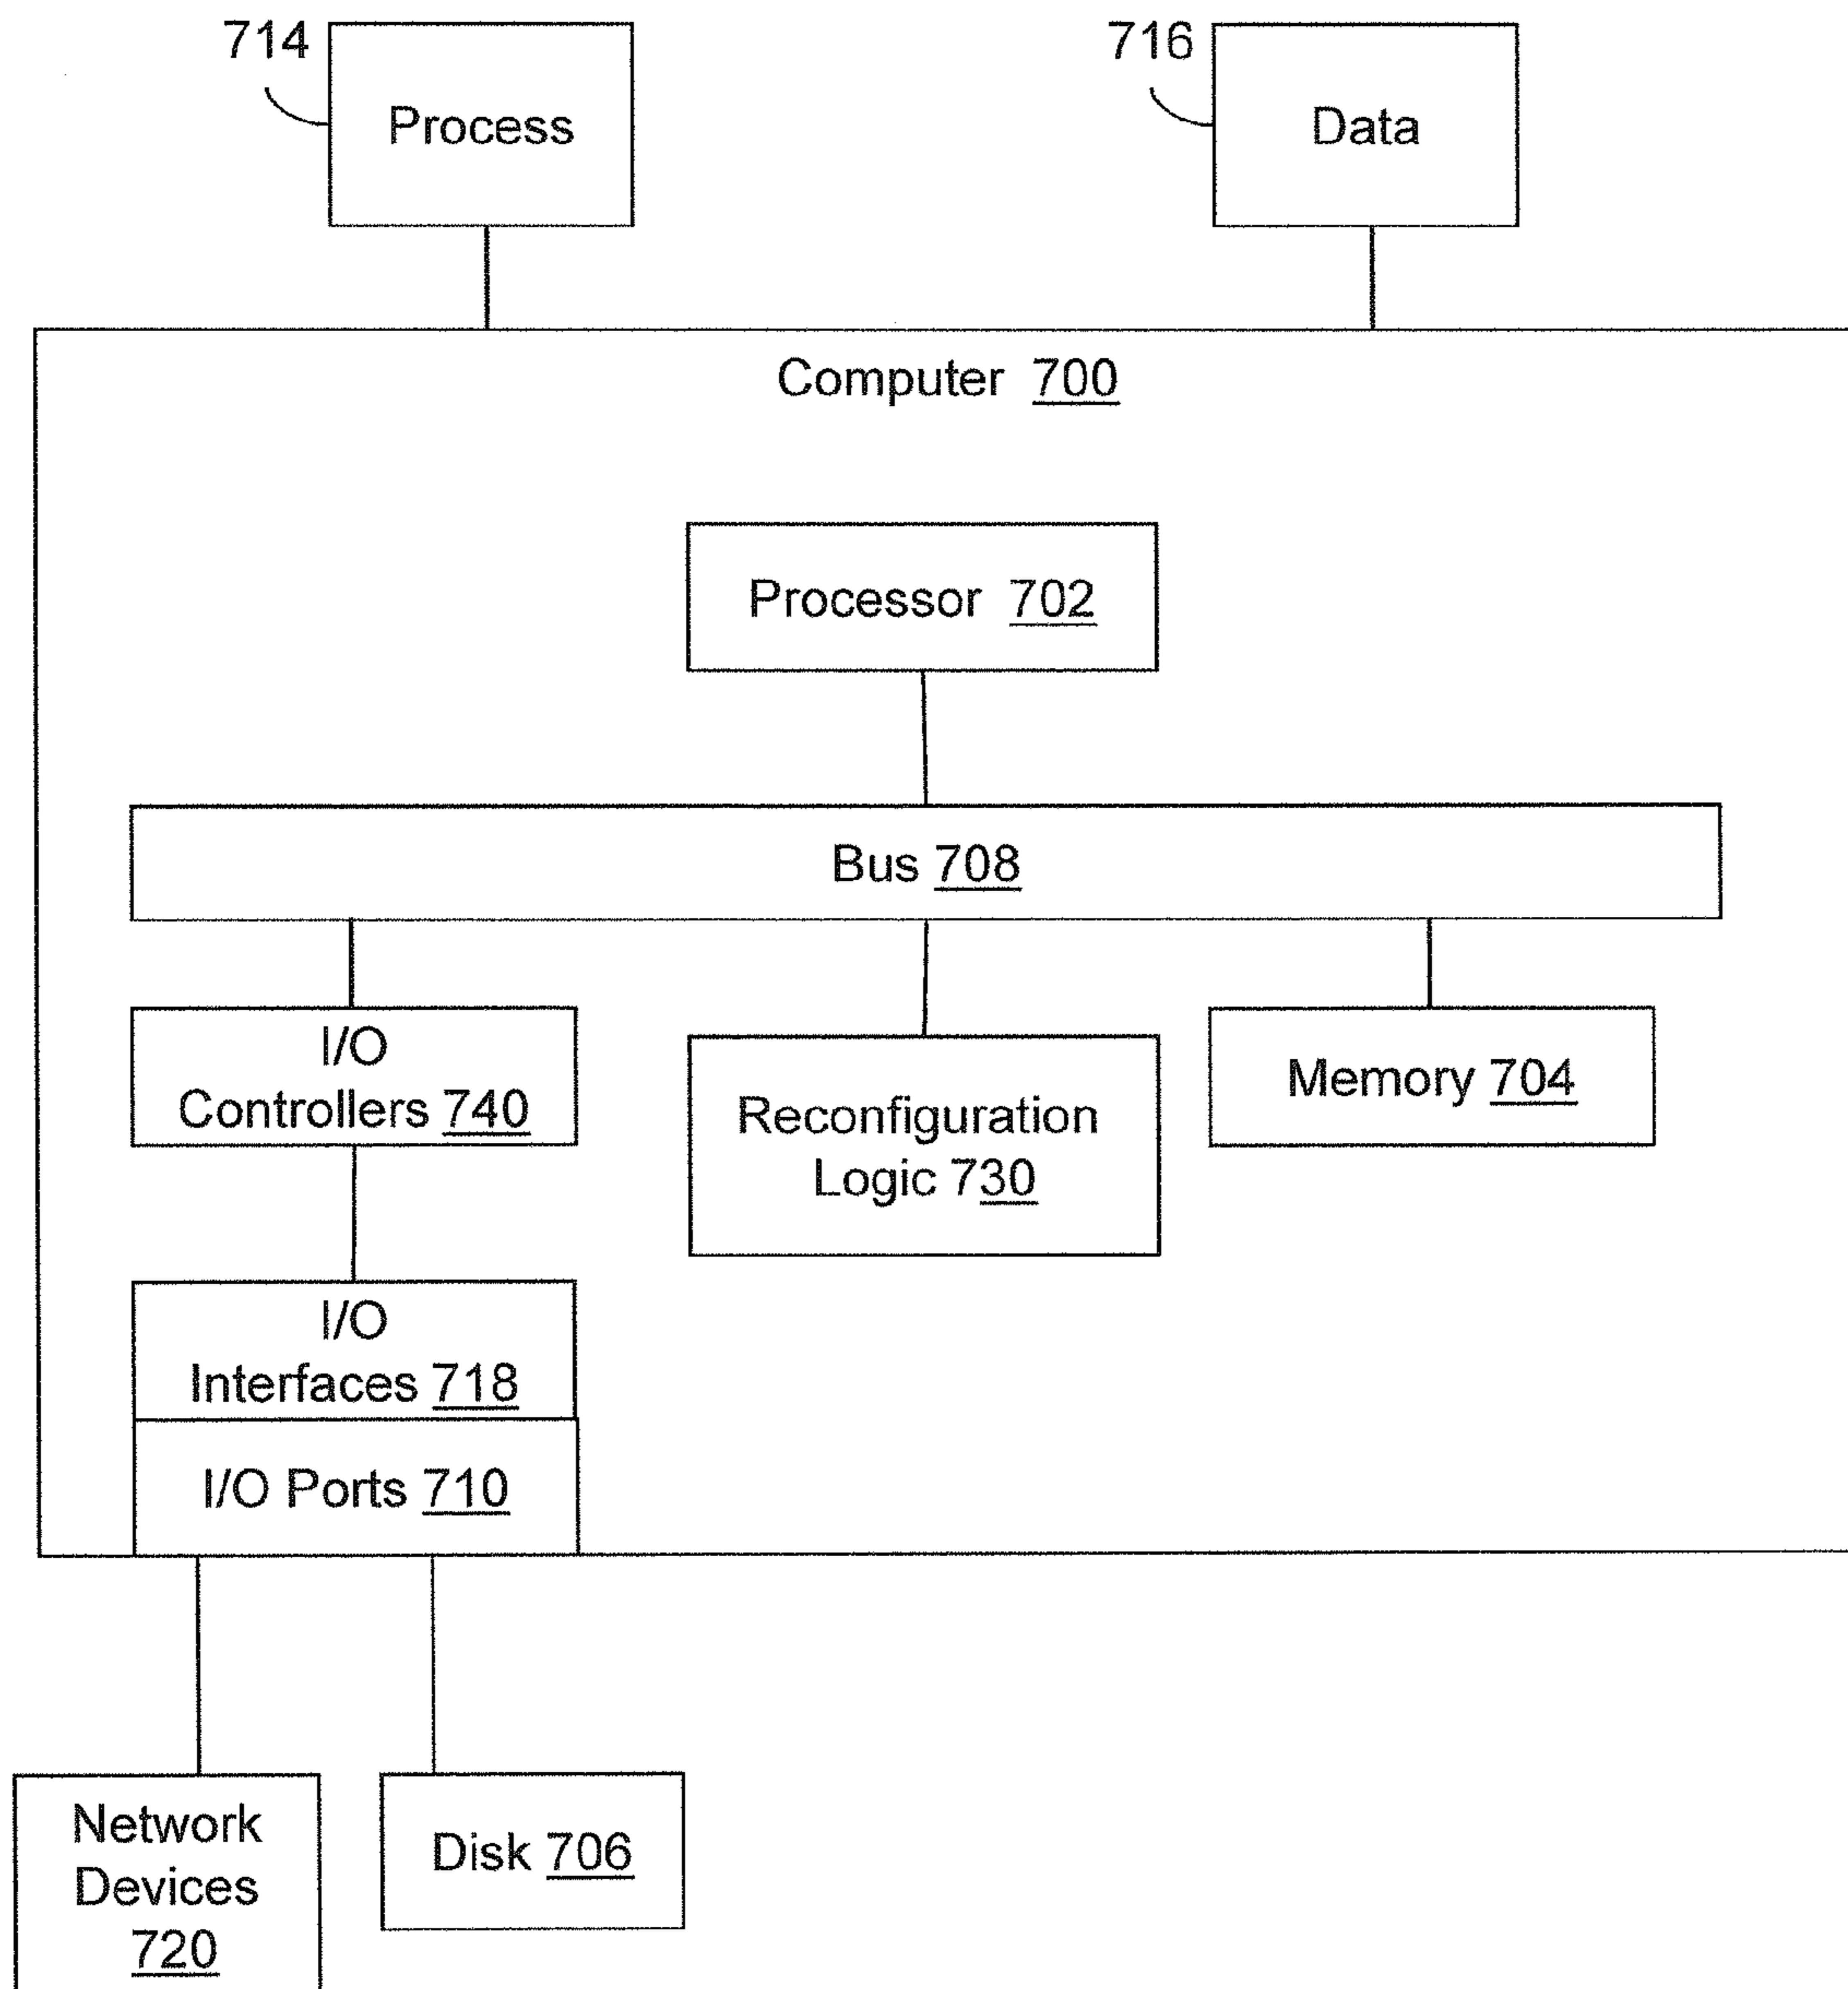 714
Process
716
Data
Computer 700
Processor 702
Bus 708
I/O
Controllers 740
Reconfiguration
Logic 730
Memory 704
I/O
Interfaces 718
I/O Ports 710
Network
Devices
720
Disk 706